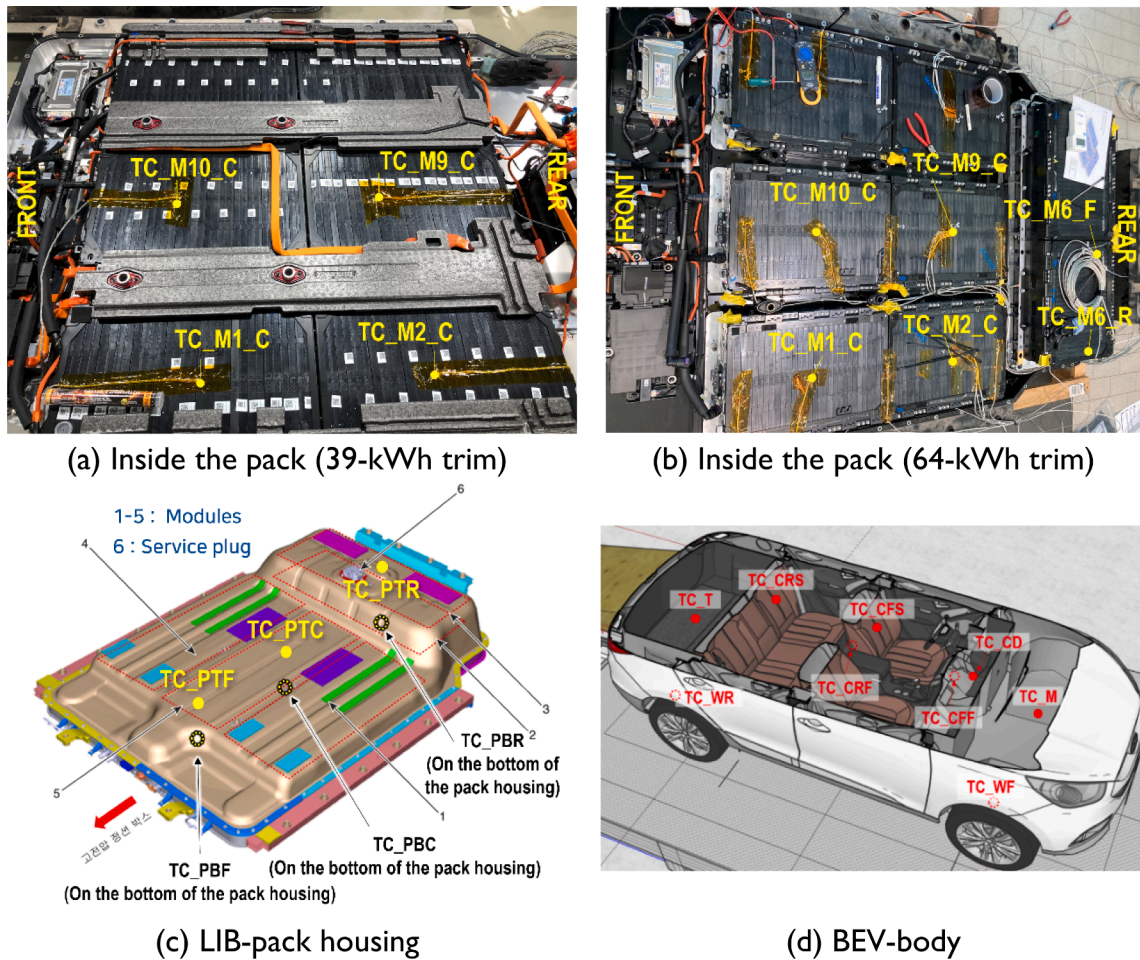 FRONT
TC_M10_C
TC_M9_C
REAR
TC_M1_C
TC_M2_C
(a) Inside the pack (39-kWh trim)
FRONT
TC_M9_C
TC_M10_C
TC_M6_F
REAR
TC_M1_C
TC_M2_C
TC_M6_R
(b) Inside the pack (64-kWh trim)
1-5 : Modules
6 : Service plug
6
4
TC_PTR
TC_PTC
TC_PTF
3
2
TC_PBR
(On the bottom of
the pack housing)
5
1
고전압 정션 박스
TC_PBC
(On the bottom of the pack housing)
TC_PBF
(On the bottom of the pack housing)
(c) LIB-pack housing
TC_CRS
TC_T
TC_CFS
TC_CD
TC_CRF
TC_M
TC_WR
TC_CFF
TC_WF
(d) BEV-body